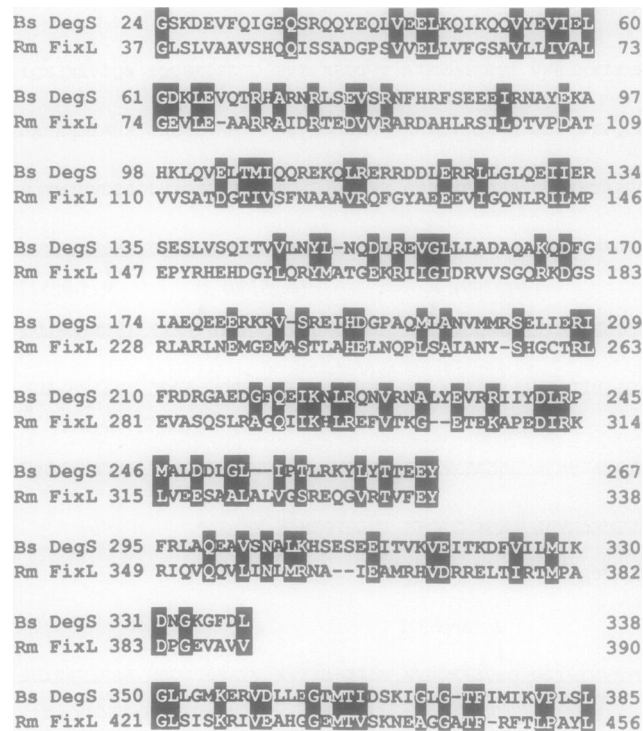 Bs DegS 24 GSKDEVFQIGEQSRQQYEQLVEELKQIKQQVYEVIEL 60
Rm FixL 37 GLSLVAAVSHQQISSADGPSVVELLVFGSAVLLIVAL 73
Bs DegS 61 GDKLEVQTRHARNRLSEVSRNFHRFSEEEIRNAYEKA 97
Rm FixL 74 GEVLE-AARRAIDRTEDVVRARDAHLRSILDTVPDAT 109
Bs DegS 98 HKLQVELTMIQQREKQLRERRDDLERRLLGLQEIIER 134
Rm FixL 110 VVSATDGTIVSFNAAAVRQFGYAEEEVIGQNLRILMP 146
Bs DegS 135 SESLVSQITVVLNYL-NQDLREVGLLLADAQAKQDFG 170
Rm FixL 147 EPYRHEHDGYLQRYMATGEKRIIGIDRVVSGQRKDGS 183
Bs DegS 174 IAEQEEERKRV-SREIHDGPAQMLANVMMRSELIERI 209
Rm FixL 228 RLARLNEMGEMASTLAHELNQPLSAIANY-SHGCTRL 263
Bs DegS 210 FRDRGAEDGFQEIKNLRQNVRNALYEVRRIIYDLRP 245
Rm FixL 281 EVASQSLRAGQIIKHLREFVTKG--ETEKAPEDIRK 314
Bs DegS 246 MALDDLGL--IPTLRKYLYTTEEY 267
Rm FixL 315 LVEESAALALVGSREQGVRTVFEY 338
Bs DegS 295 FRLAQEAVSNALKHSESEEITVKVEITKDFVILMIK 330
Rm FixL 349 RIQVQQVLINLMRNA--IEAMRHVDRRELTIRTMPA 382
Bs DegS 331 DNGKGFDL 338
Rm FixL 383 DPGEVAVV 390
Bs DegS 350 GLLGMKERVDLLEGTMTIDSKIGLG-TFIMIKVPLSL 385
Rm FixL 421 GLSISKRIVEAHGGEMTVSKNEAGGATF-RFTLPAYL 456